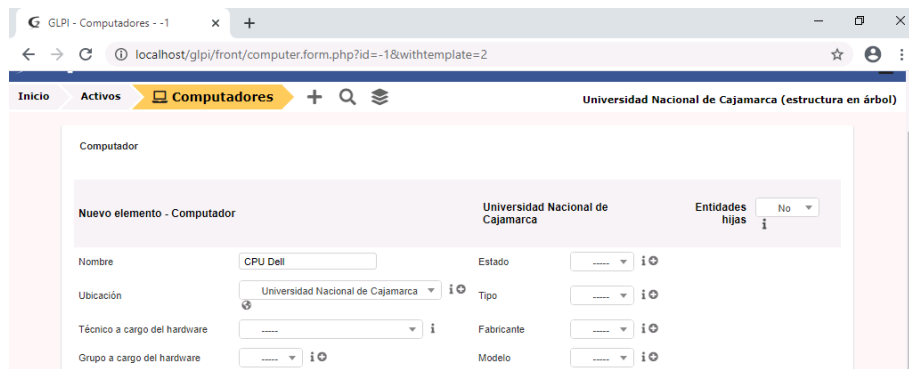 GLPI - Computadores - -1
localhost/glpi/front/computer.form.php?id=-1&withtemplate=2
Inicio Activos Computadores Universidad Nacional de Cajamarca (estructura en árbol)
Computador
Nuevo elemento - Computador Universidad Nacional de Cajamarca Entidades hijas No
Nombre CPU Dell Estado -----
Ubicación Universidad Nacional de Cajamarca Tipo -----
Técnico a cargo del hardware ----- Fabricante -----
Grupo a cargo del hardware ----- Modelo -----